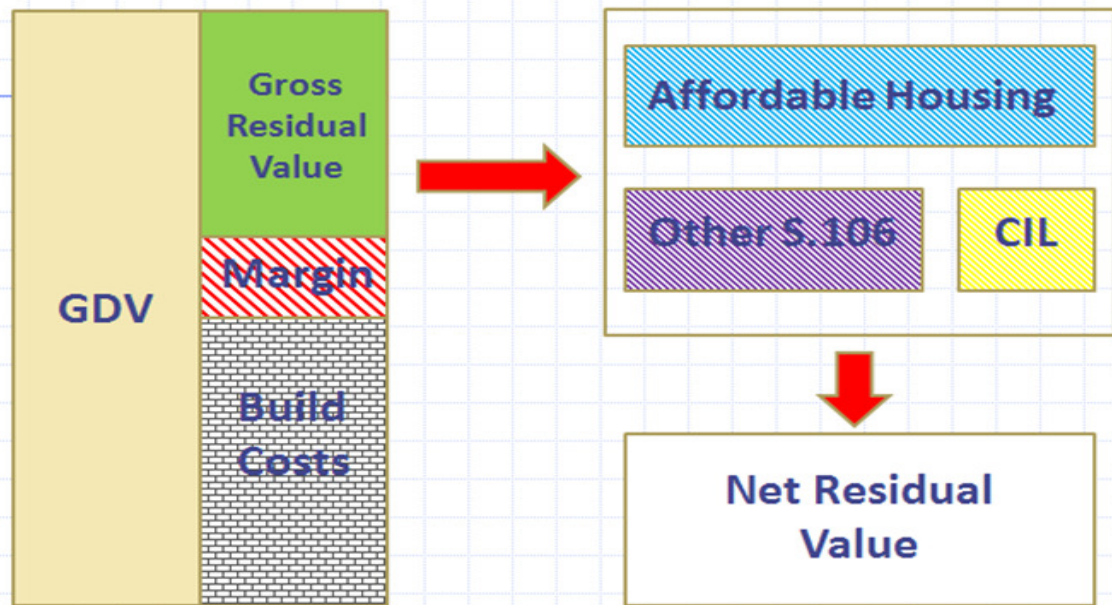 GDV
Gross
Residual
Value
Margin
Build
Costs
Affordable Housing
Other S.106
CIL
Net Residual
Value